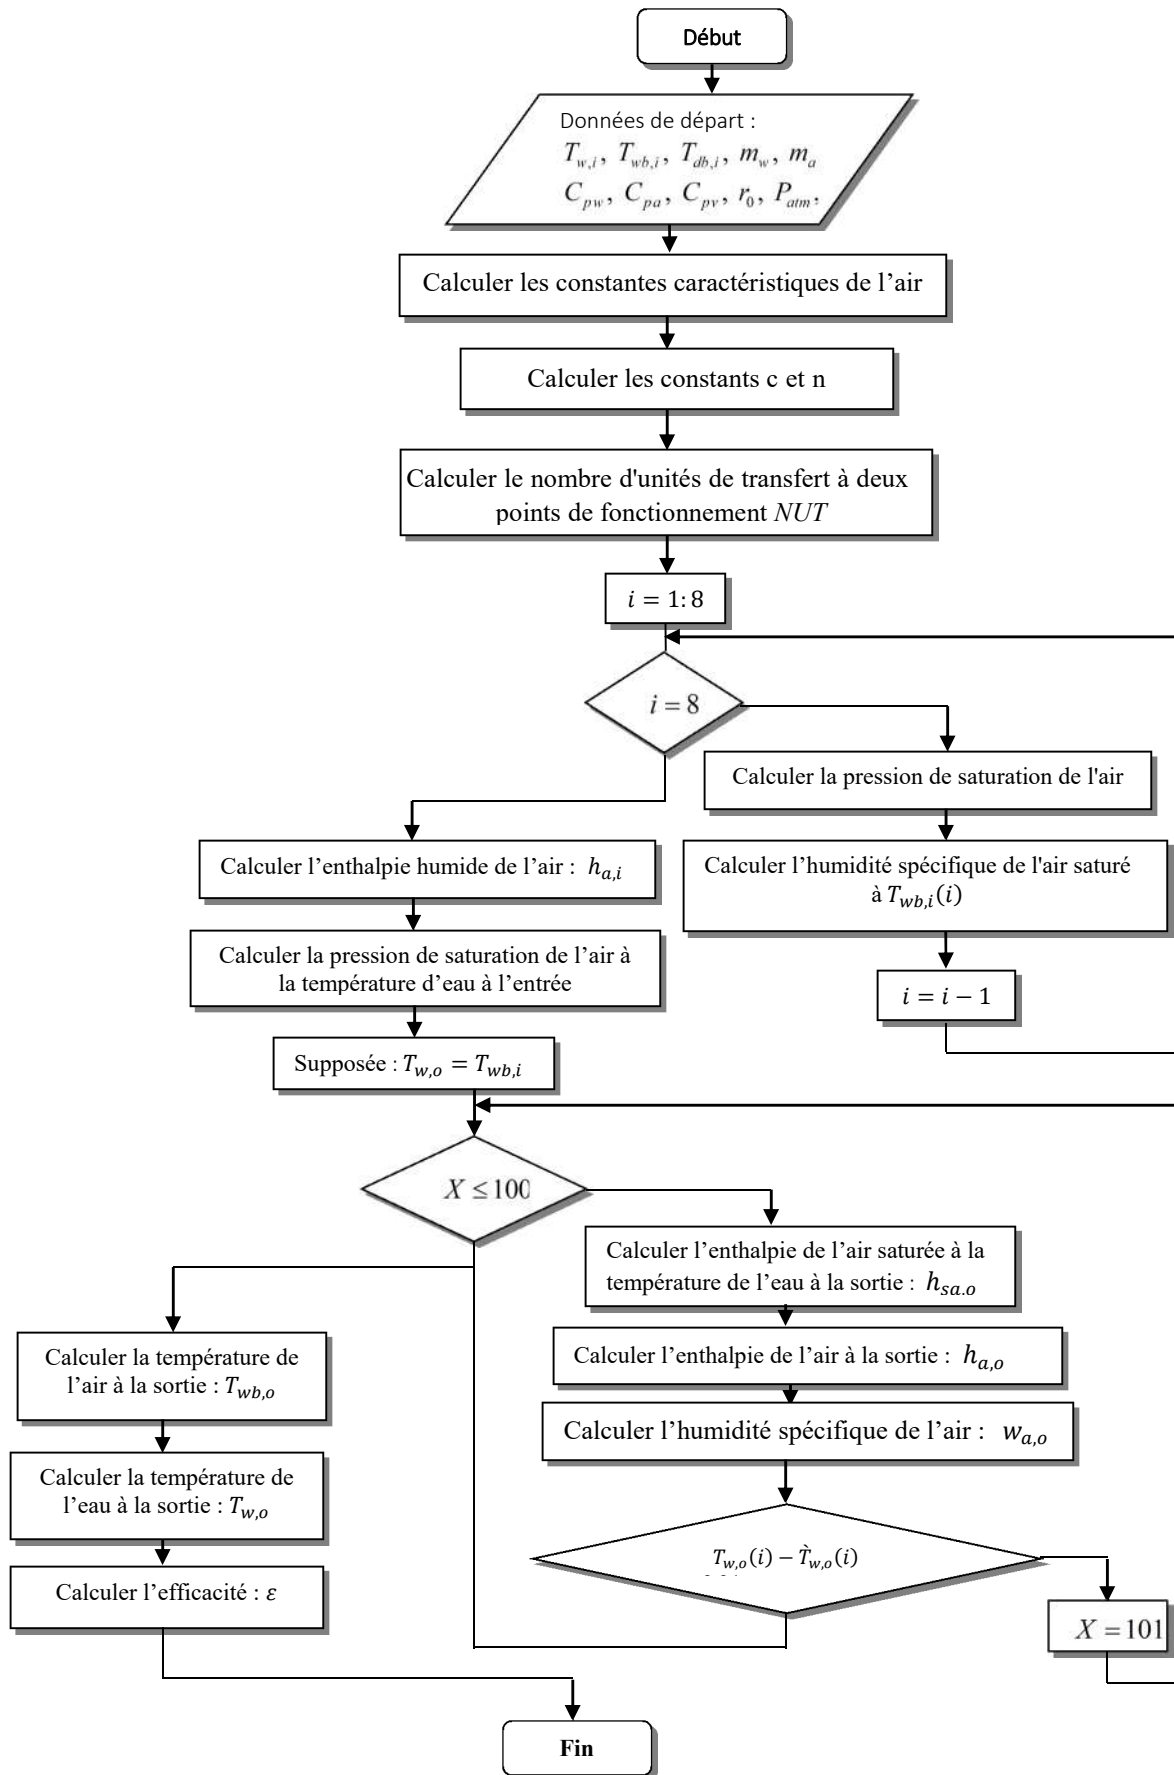 Début
Données de départ :
T_{w,i}, T_{wb,i}, T_{db,i}, m_w, m_a
C_{pw}, C_{pa}, C_{pv}, r_0, P_{atm},
Calculer les constantes caractéristiques de l’air
Calculer les constants c et n
Calculer le nombre d'unités de transfert à deux
points de fonctionnement NUT
i = 1: 8
i = 8
Calculer la pression de saturation de l'air
Calculer l’humidité spécifique de l'air saturé
à T_{wb,i}(i)
i = i − 1
Calculer l’enthalpie humide de l’air : h_{a,i}
Calculer la pression de saturation de l’air à
la température d’eau à l’entrée
Supposée : T_{w,o} = T_{wb,i}
X ≤ 100
Calculer l’enthalpie de l’air saturée à la
température de l’eau à la sortie : h_{sa.o}
Calculer l’enthalpie de l’air à la sortie : h_{a,o}
Calculer l’humidité spécifique de l’air : w_{a,o}
T_{w,o}(i) − T̀_{w,o}(i)
X = 101
Calculer la température de
l’air à la sortie : T_{wb,o}
Calculer la température de
l’eau à la sortie : T_{w,o}
Calculer l’efficacité : ε
Fin